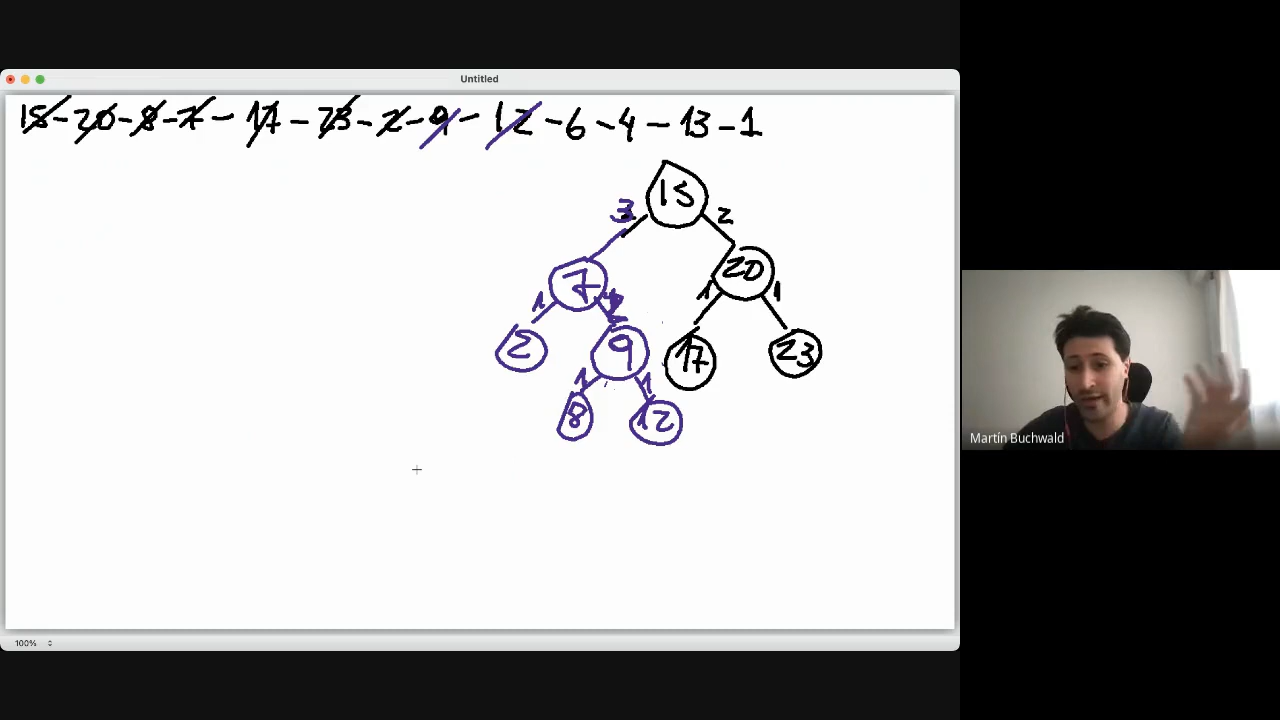 Untitled
15 - 20 - 8 - 7 - 17 - 23 - 2 - 9 - 12 - 6 - 4 - 13 - 1
15
3 2
7 20
1 2 1 1
2 9 17 23
1 1
8 12
Martín Buchwald
100%